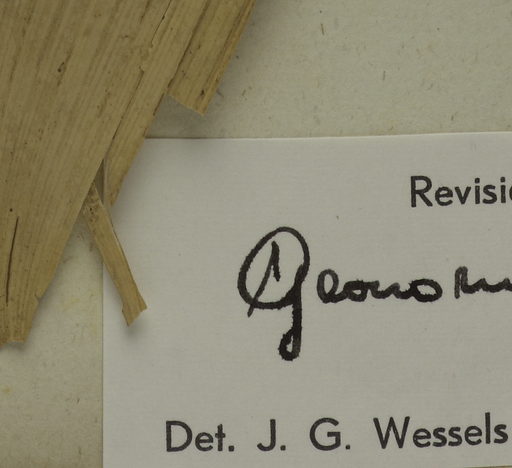 Revisi
Geonom
Det. J. G. Wessels